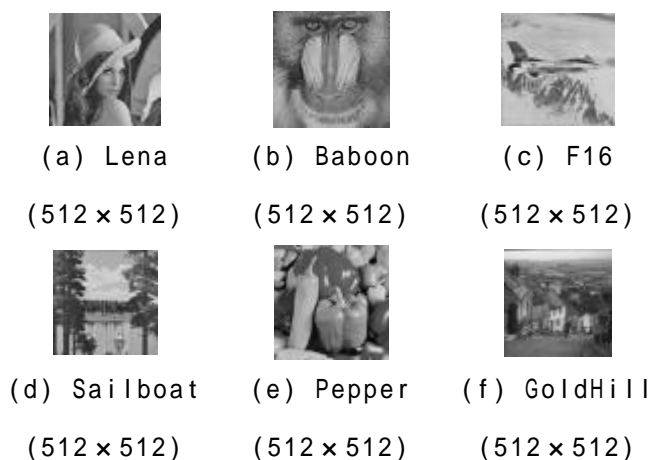 (a) Lena (b) Baboon (c) F16
(512 × 512) (512 × 512) (512 × 512)
(d) Sailboat (e) Pepper (f) GoldHill
(512 × 512) (512 × 512) (512 × 512)